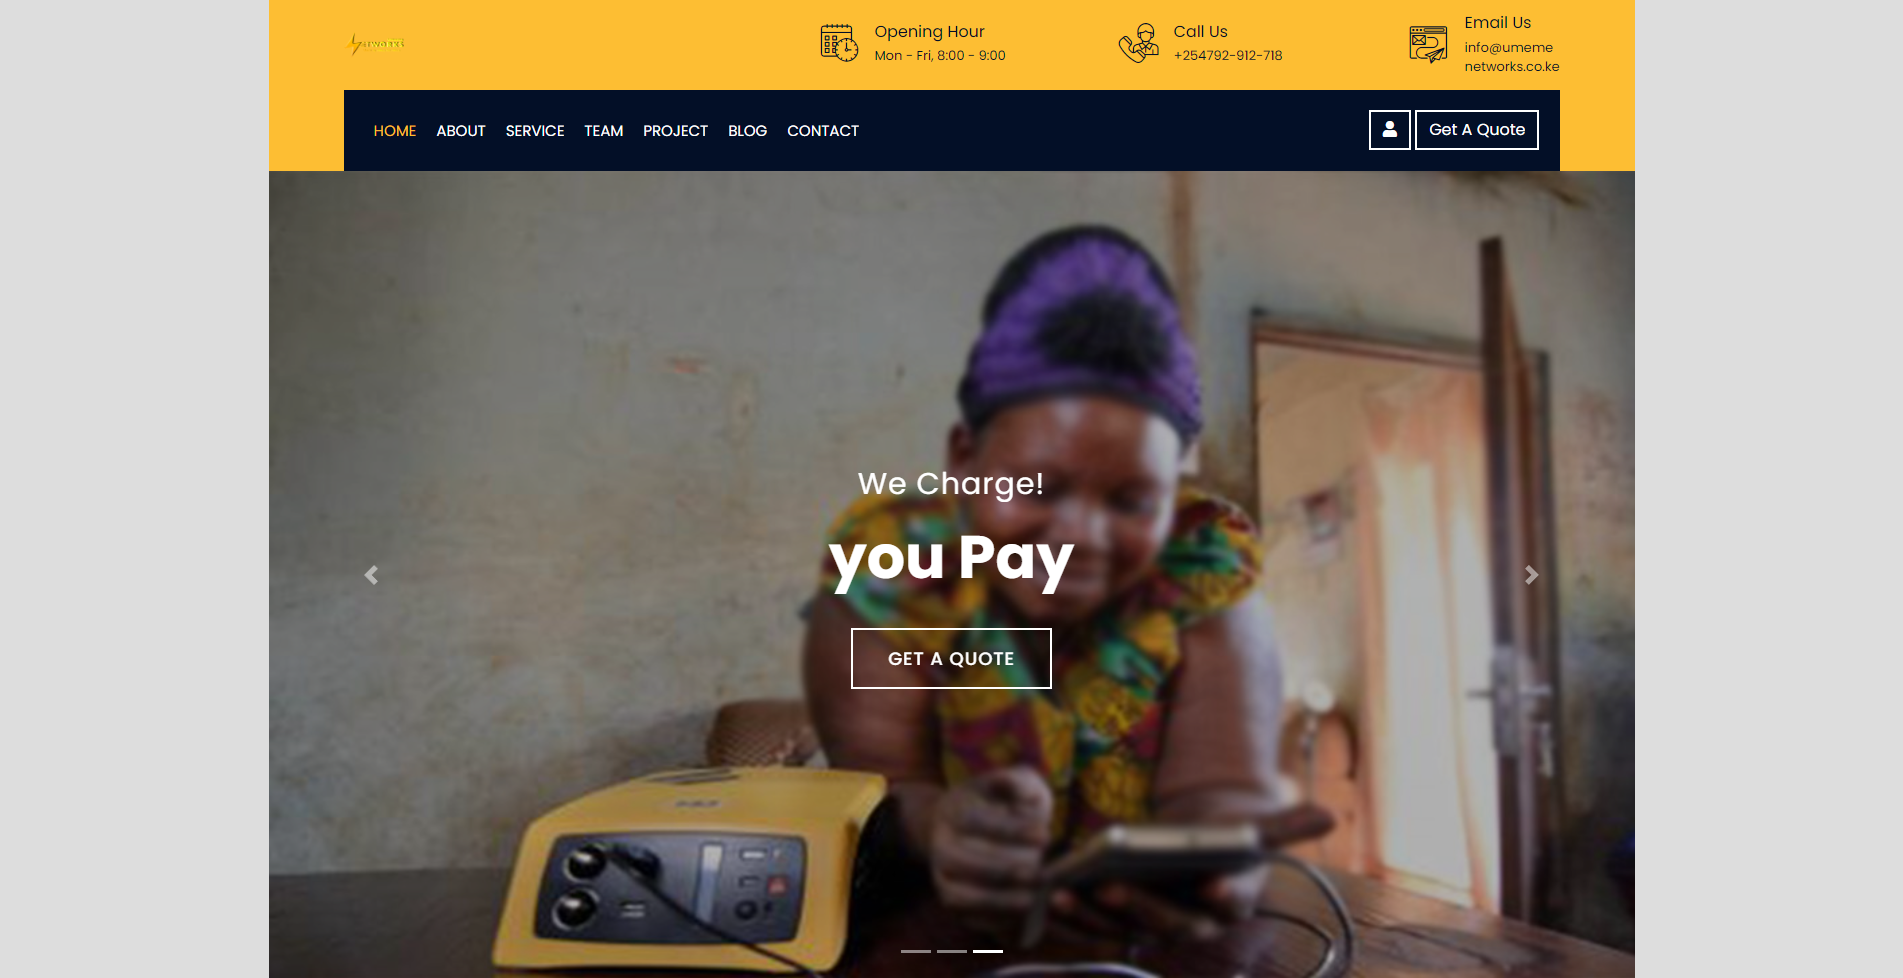 Opening Hour
Mon - Fri, 8:00 - 9:00
Call Us
+254792-912-718
Email Us
info@umeme
networks.co.ke
HOME ABOUT SERVICE TEAM PROJECT BLOG CONTACT
Get A Quote
We Charge!
you Pay
GET A QUOTE